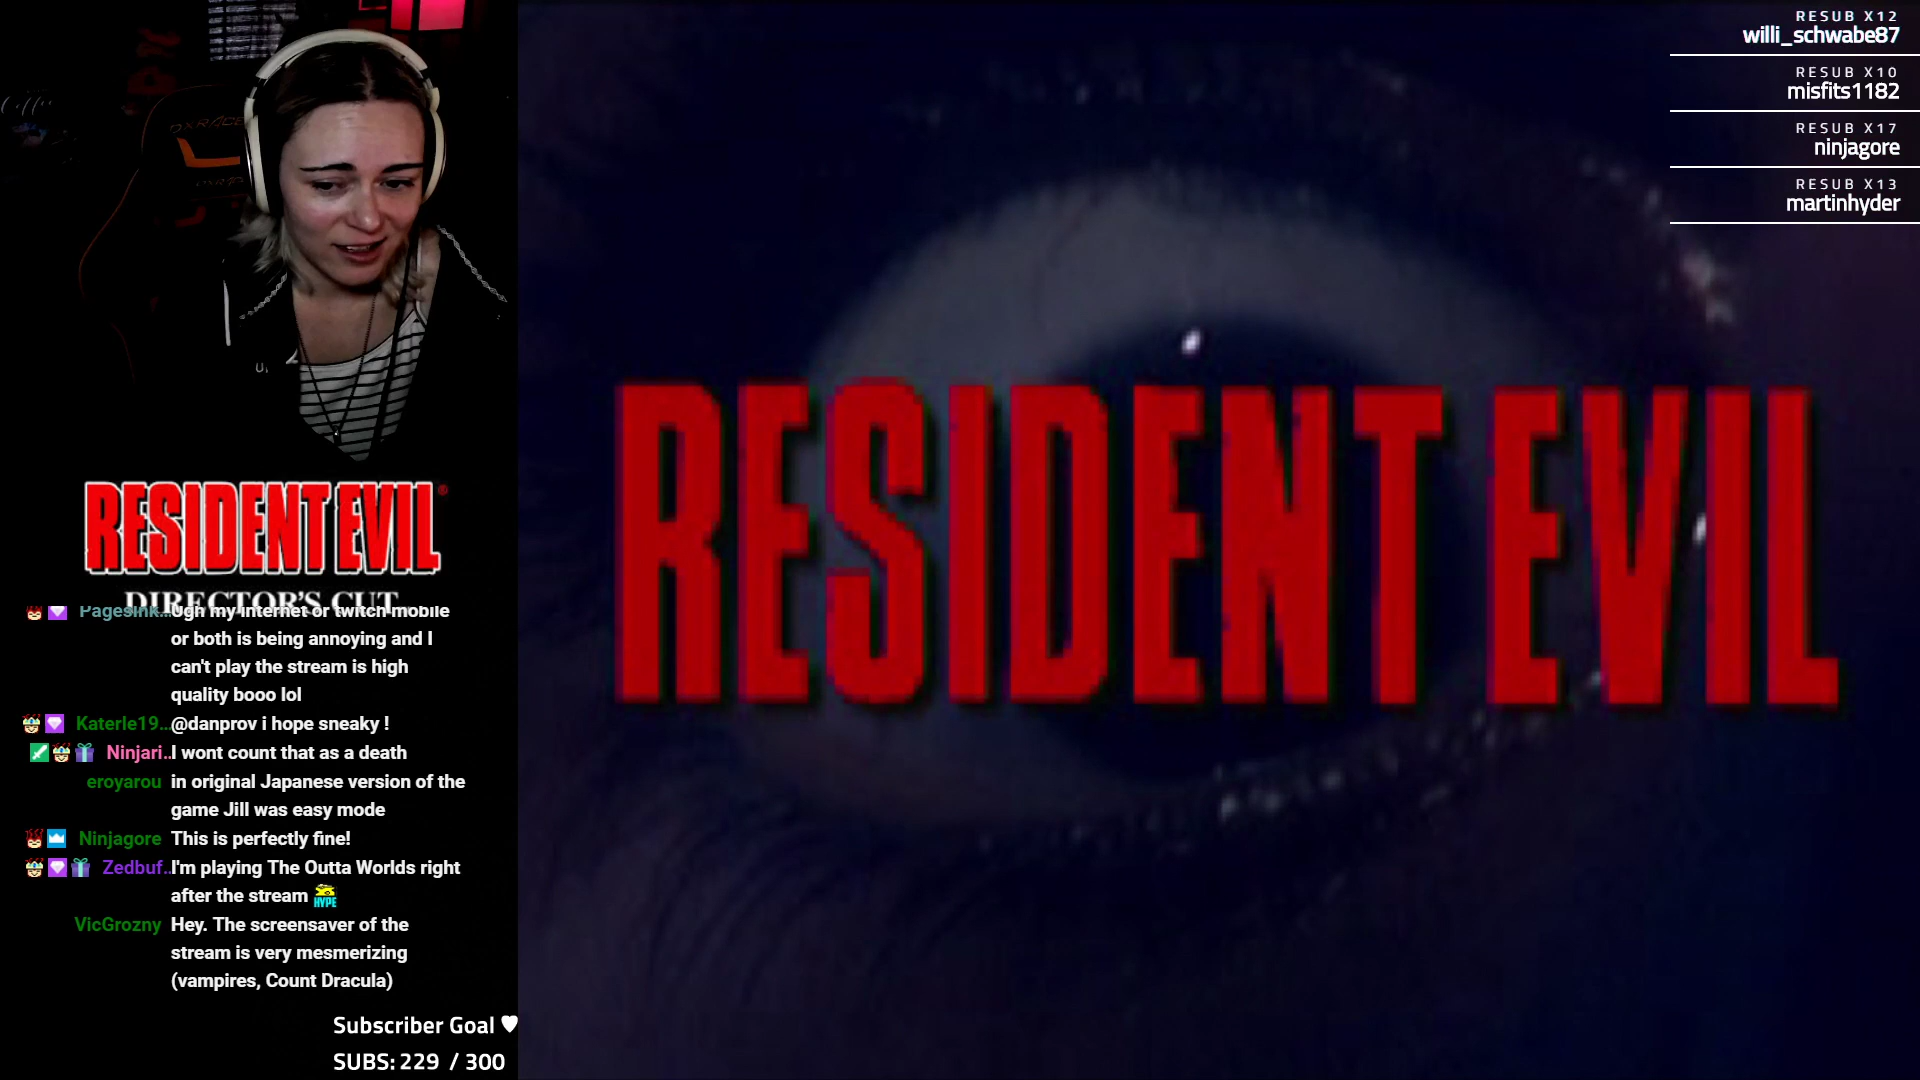 RESIDENT EVIL
DIRECTOR'S CUT
Ugh my internet or twitch mobile
or both is being annoying and I
can't play the stream is high
quality booo lol
Katerle19... @danprov i hope sneaky !
Ninjari.. I wont count that as a death
eroyarou in original Japanese version of the
game Jill was easy mode
Ninjagore This is perfectly fine!
Zedbuf.. I'm playing The Outta Worlds right
after the stream HYPE
VicGrozny Hey. The screensaver of the
stream is very mesmerizing
(vampires, Count Dracula)
Subscriber Goal ♥
SUBS: 229 / 300
RESIDENT EVIL
RESUB X12
willi_schwabe87
RESUB X10
misfits1182
RESUB X17
ninjagore
RESUB X13
martinhyder